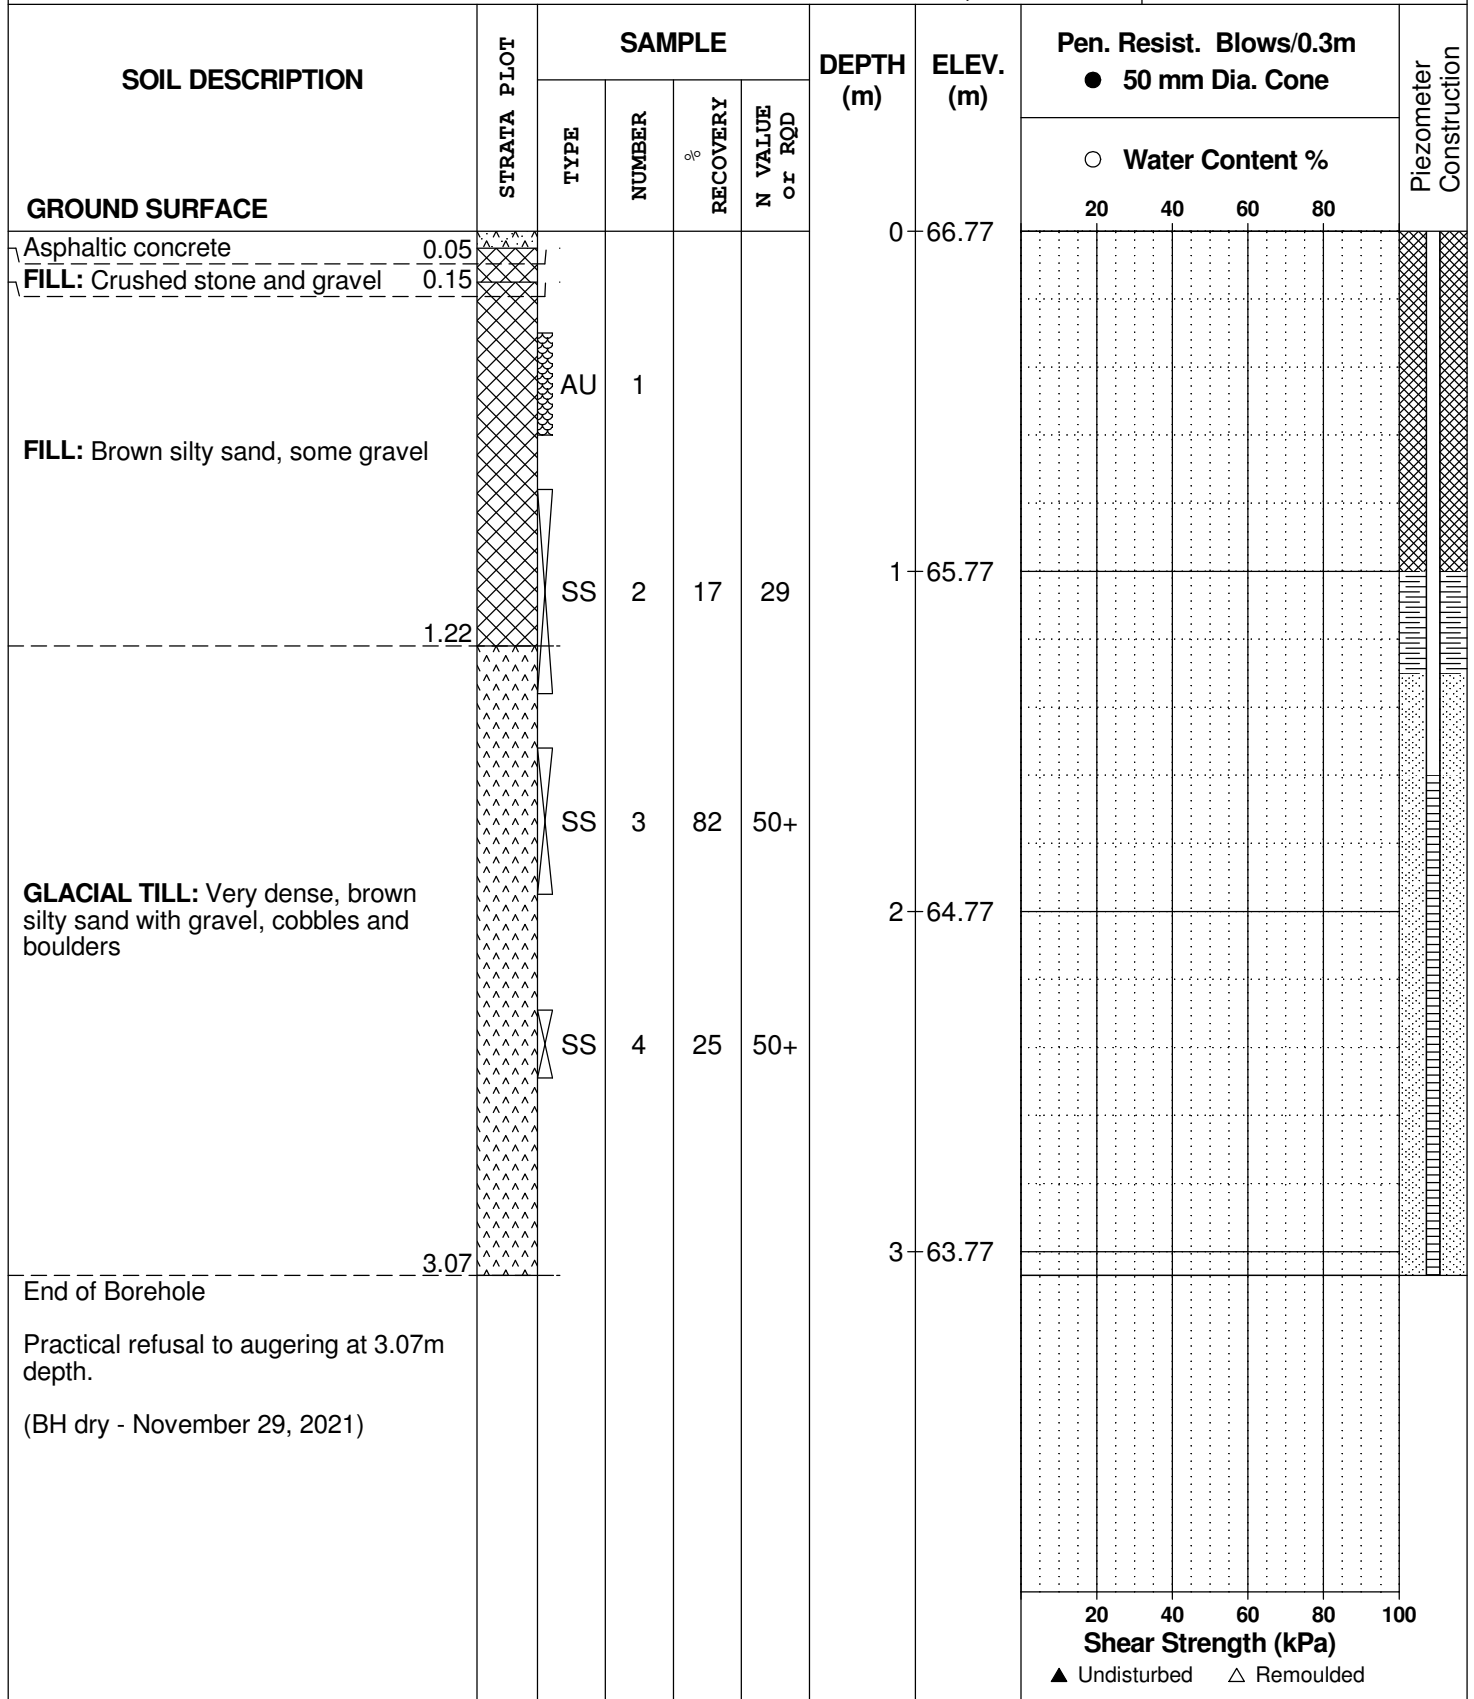 SOIL DESCRIPTION
GROUND SURFACE
STRATA PLOT
SAMPLE
TYPE
NUMBER
%
RECOVERY
N VALUE
or RQD
DEPTH
(m)
ELEV.
(m)
Pen. Resist. Blows/0.3m
● 50 mm Dia. Cone
○ Water Content %
20 40 60 80
Piezometer
Construction
0 66.77
Asphaltic concrete 0.05
FILL: Crushed stone and gravel 0.15
AU 1
FILL: Brown silty sand, some gravel
1 65.77
SS 2 17 29
1.22
SS 3 82 50+
GLACIAL TILL: Very dense, brown
silty sand with gravel, cobbles and
boulders
2 64.77
SS 4 25 50+
3 63.77
3.07
End of Borehole
Practical refusal to augering at 3.07m
depth.
(BH dry - November 29, 2021)
20 40 60 80 100
Shear Strength (kPa)
▲ Undisturbed △ Remoulded